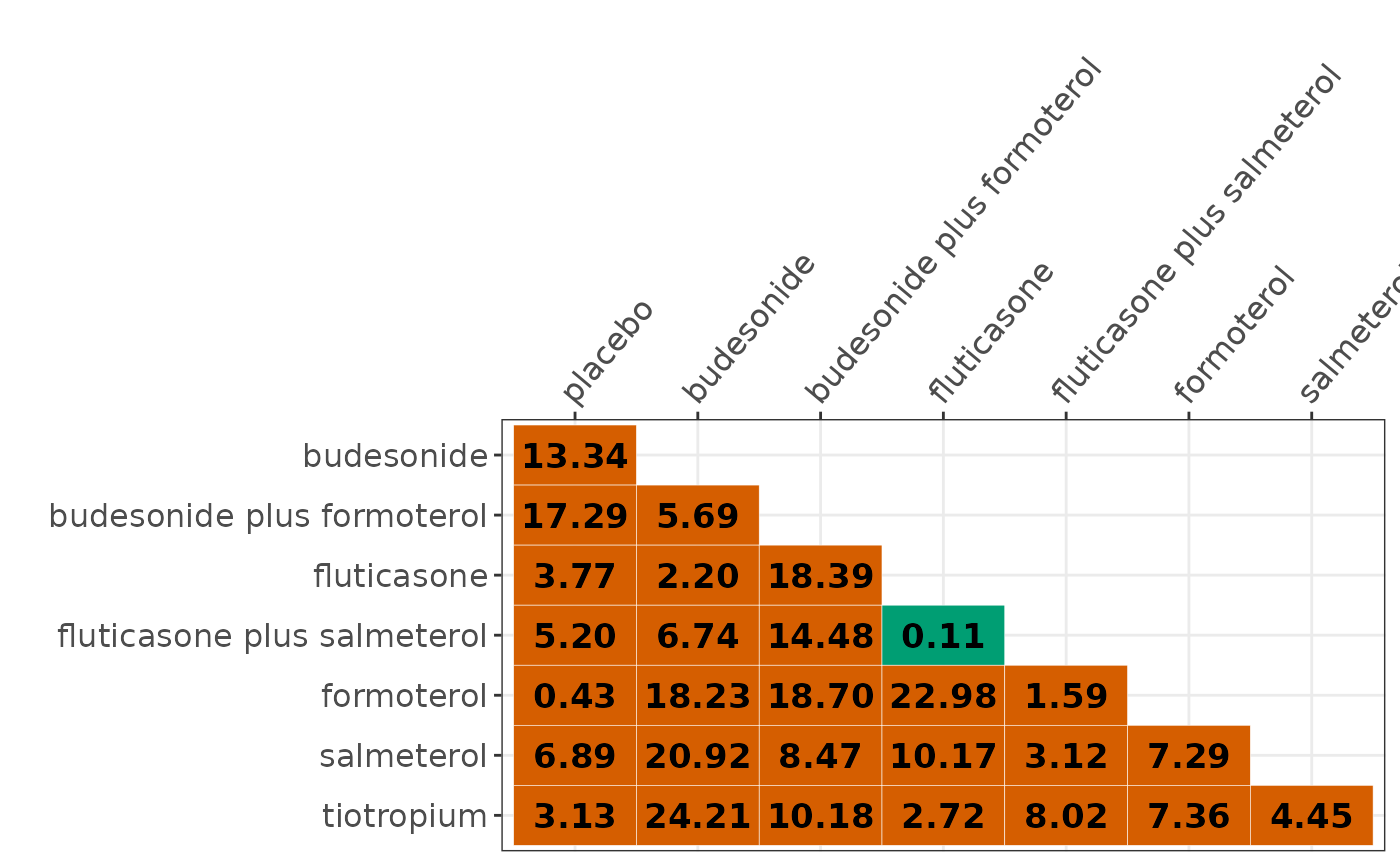 placebo
budesonide
budesonide plus formoterol
fluticasone
fluticasone plus salmeterol
formoterol
salmeterol
budesonide 13.34
budesonide plus formoterol 17.29 5.69
fluticasone 3.77 2.20 18.39
fluticasone plus salmeterol 5.20 6.74 14.48 0.11
formoterol 0.43 18.23 18.70 22.98 1.59
salmeterol 6.89 20.92 8.47 10.17 3.12 7.29
tiotropium 3.13 24.21 10.18 2.72 8.02 7.36 4.45